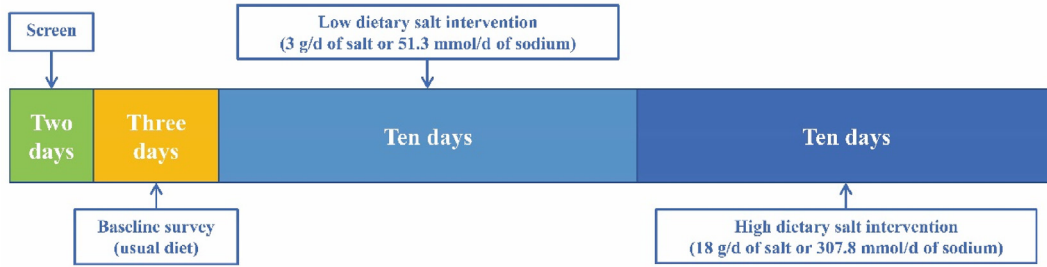 Screen
Low dietary salt intervention
(3 g/d of salt or 51.3 mmol/d of sodium)
Two
days
Three
days
Ten days
Ten days
Baseline survey
(usual diet)
High dietary salt intervention
(18 g/d of salt or 307.8 mmol/d of sodium)